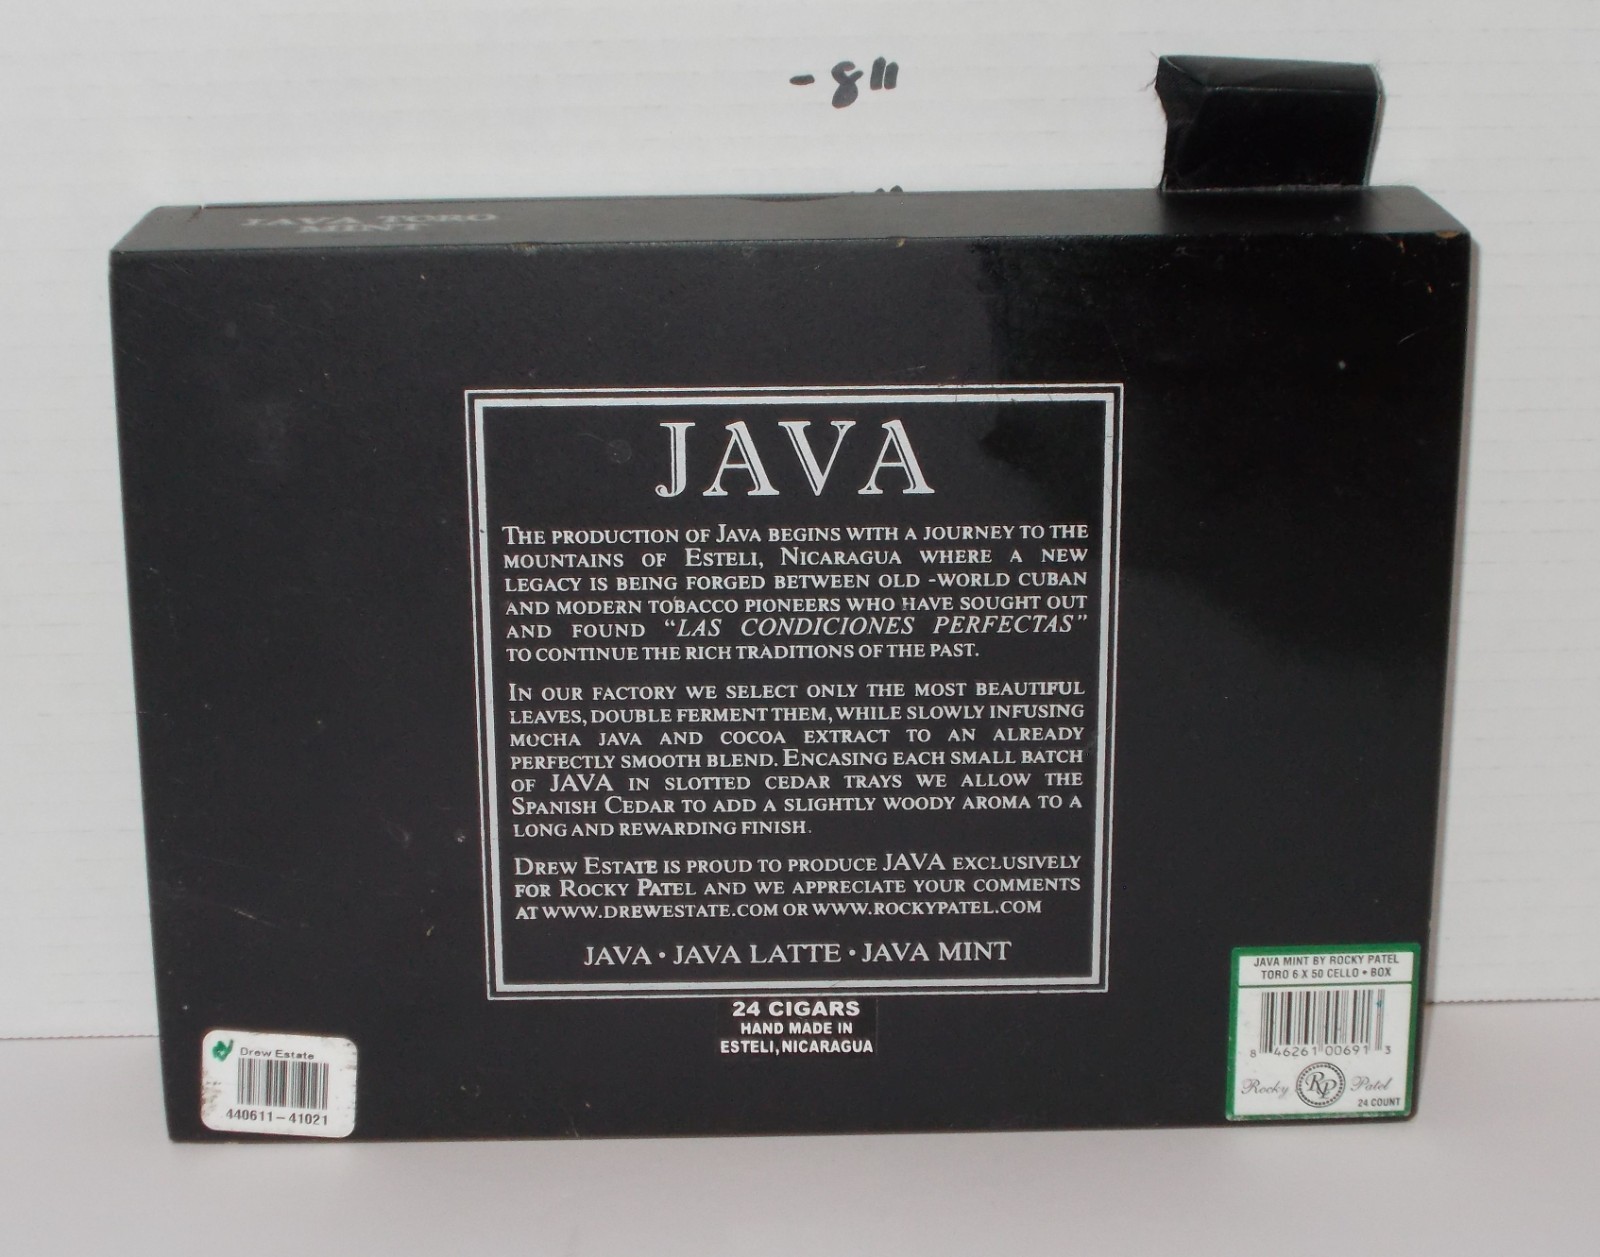 -8"
JAVA TORO
MINT
JAVA
THE PRODUCTION OF JAVA BEGINS WITH A JOURNEY TO THE
MOUNTAINS OF ESTELI, NICARAGUA WHERE A NEW
LEGACY IS BEING FORGED BETWEEN OLD -WORLD CUBAN
AND MODERN TOBACCO PIONEERS WHO HAVE SOUGHT OUT
AND FOUND "LAS CONDICIONES PERFECTAS"
TO CONTINUE THE RICH TRADITIONS OF THE PAST.
IN OUR FACTORY WE SELECT ONLY THE MOST BEAUTIFUL
LEAVES, DOUBLE FERMENT THEM, WHILE SLOWLY INFUSING
MOCHA JAVA AND COCOA EXTRACT TO AN ALREADY
PERFECTLY SMOOTH BLEND. ENCASING EACH SMALL BATCH
OF JAVA IN SLOTTED CEDAR TRAYS WE ALLOW THE
SPANISH CEDAR TO ADD A SLIGHTLY WOODY AROMA TO A
LONG AND REWARDING FINISH.
DREW ESTATE IS PROUD TO PRODUCE JAVA EXCLUSIVELY
FOR ROCKY PATEL AND WE APPRECIATE YOUR COMMENTS
AT WWW.DREWESTATE.COM OR WWW.ROCKYPATEL.COM
JAVA • JAVA LATTE • JAVA MINT
24 CIGARS
HAND MADE IN
ESTELI, NICARAGUA
Drew Estate
440611-41021
JAVA MINT BY ROCKY PATEL
TORO 6 X 50 CELLO • BOX
8 46261 00691 3
Rocky RP Patel
24 COUNT